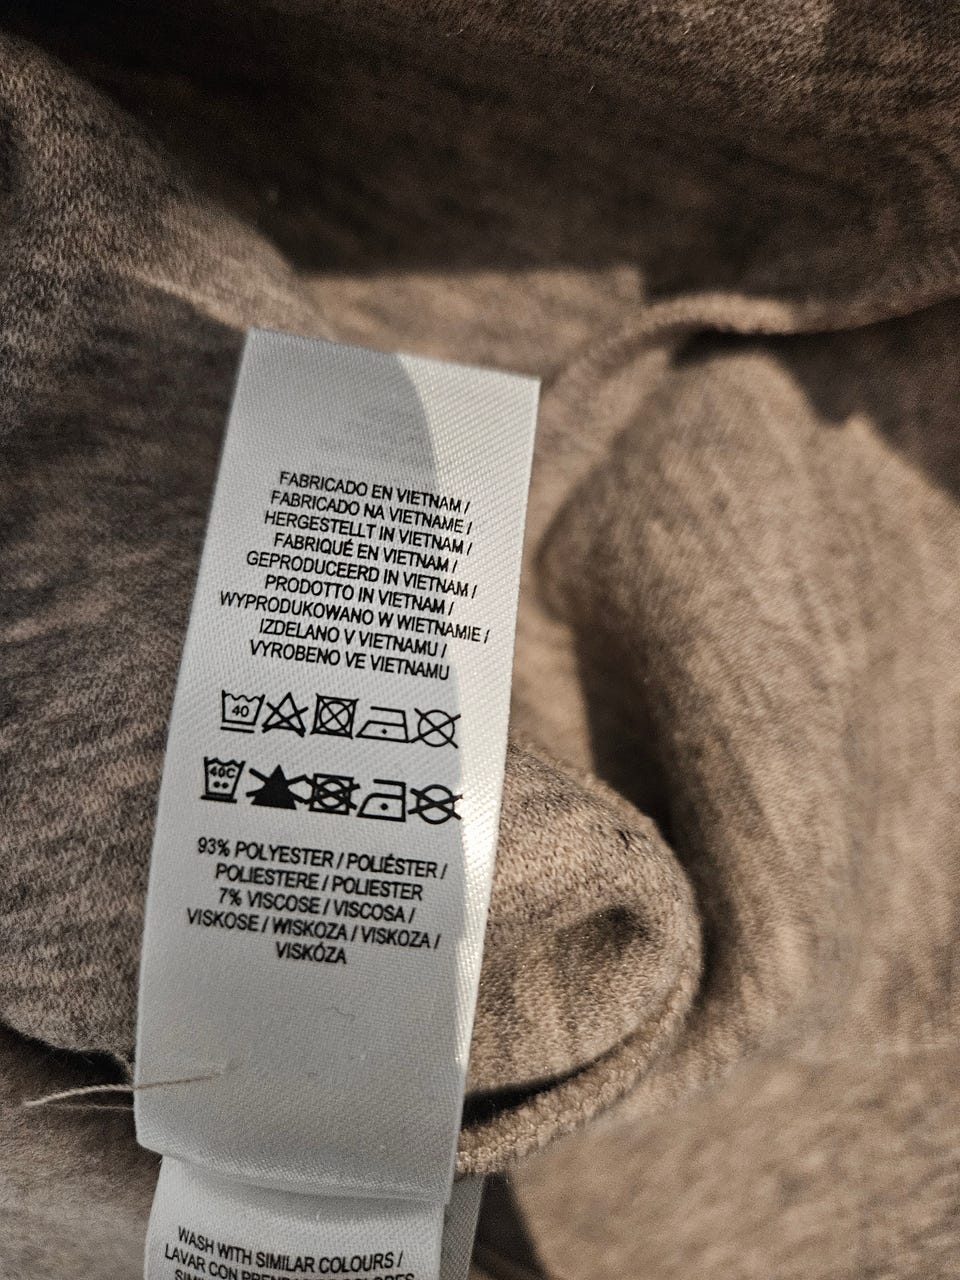 FABRICADO EN VIETNAM /
FABRICADO NA VIETNAME /
HERGESTELLT IN VIETNAM /
FABRIQUÉ EN VIETNAM /
GEPRODUCEERD IN VIETNAM /
PRODOTTO IN VIETNAM /
WYPRODUKOWANO W WIETNAMIE /
IZDELANO V VIETNAMU /
VYROBENO VE VIETNAMU
40
40C
93% POLYESTER / POLIÉSTER /
POLIESTERE / POLIESTER
7% VISCOSE / VISCOSA /
VISKOSE / WISKOZA / VISKOZA /
VISKÓZA
WASH WITH SIMILAR COLOURS /
LAVAR CON